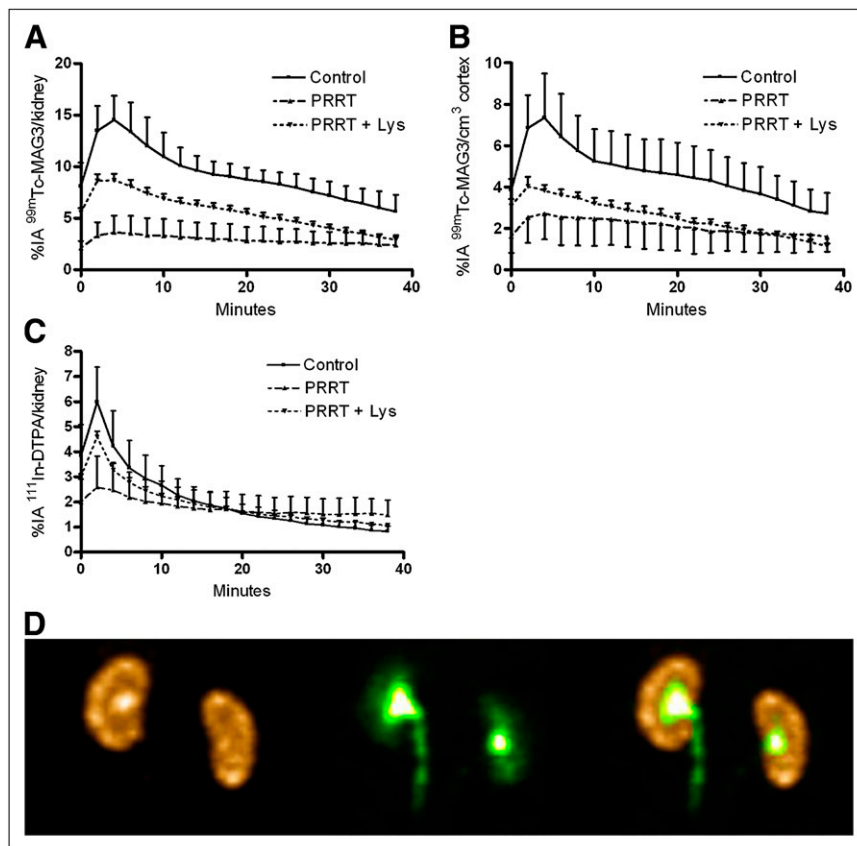 A
%IA ⁹⁹ᵐTc-MAG3/kidney
20
15
10
5
0
0 10 20 30 40
Minutes
Control
PRRT
PRRT + Lys
B
%IA ⁹⁹ᵐTc-MAG3/cm³ cortex
10
8
6
4
2
0
0 10 20 30 40
Minutes
Control
PRRT
PRRT + Lys
C
%IA ¹¹¹In-DTPA/kidney
8
7
6
5
4
3
2
1
0
0 10 20 30 40
Minutes
Control
PRRT
PRRT + Lys
D